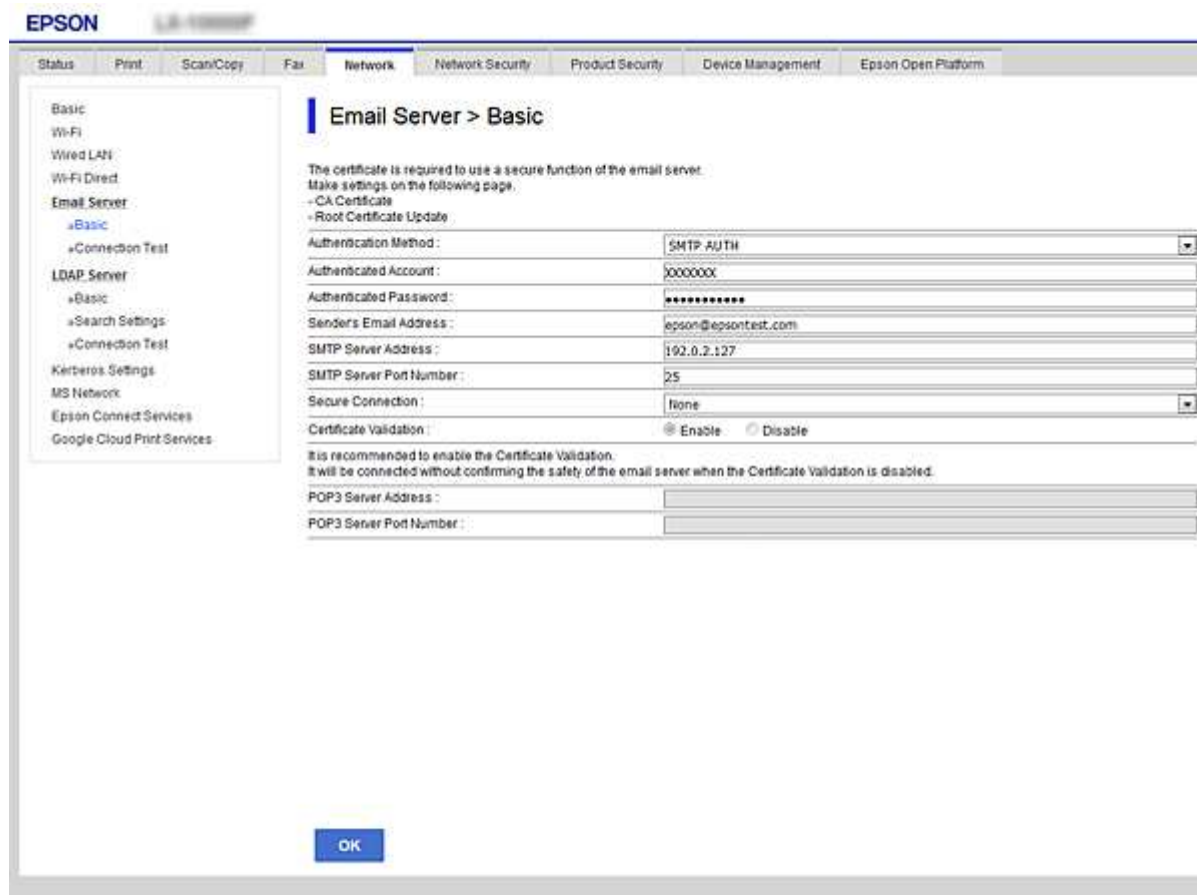 EPSON
Status Print Scan/Copy Fax Network Network Security Product Security Device Management Epson Open Platform
Basic
Wi-Fi
Wired LAN
Wi-Fi Direct
Email Server
»Basic
»Connection Test
LDAP Server
»Basic
»Search Settings
»Connection Test
Kerberos Settings
MS Network
Epson Connect Services
Google Cloud Print Services
Email Server > Basic
The certificate is required to use a secure function of the email server.
Make settings on the following page.
- CA Certificate
- Root Certificate Update
Authentication Method : SMTP AUTH
Authenticated Account : XXXXXXX
Authenticated Password : •••••••••••
Sender's Email Address : epson@epsontest.com
SMTP Server Address : 192.0.2.127
SMTP Server Port Number : 25
Secure Connection : None
Certificate Validation : Enable Disable
It is recommended to enable the Certificate Validation.
It will be connected without confirming the safety of the email server when the Certificate Validation is disabled.
POP3 Server Address :
POP3 Server Port Number :
OK